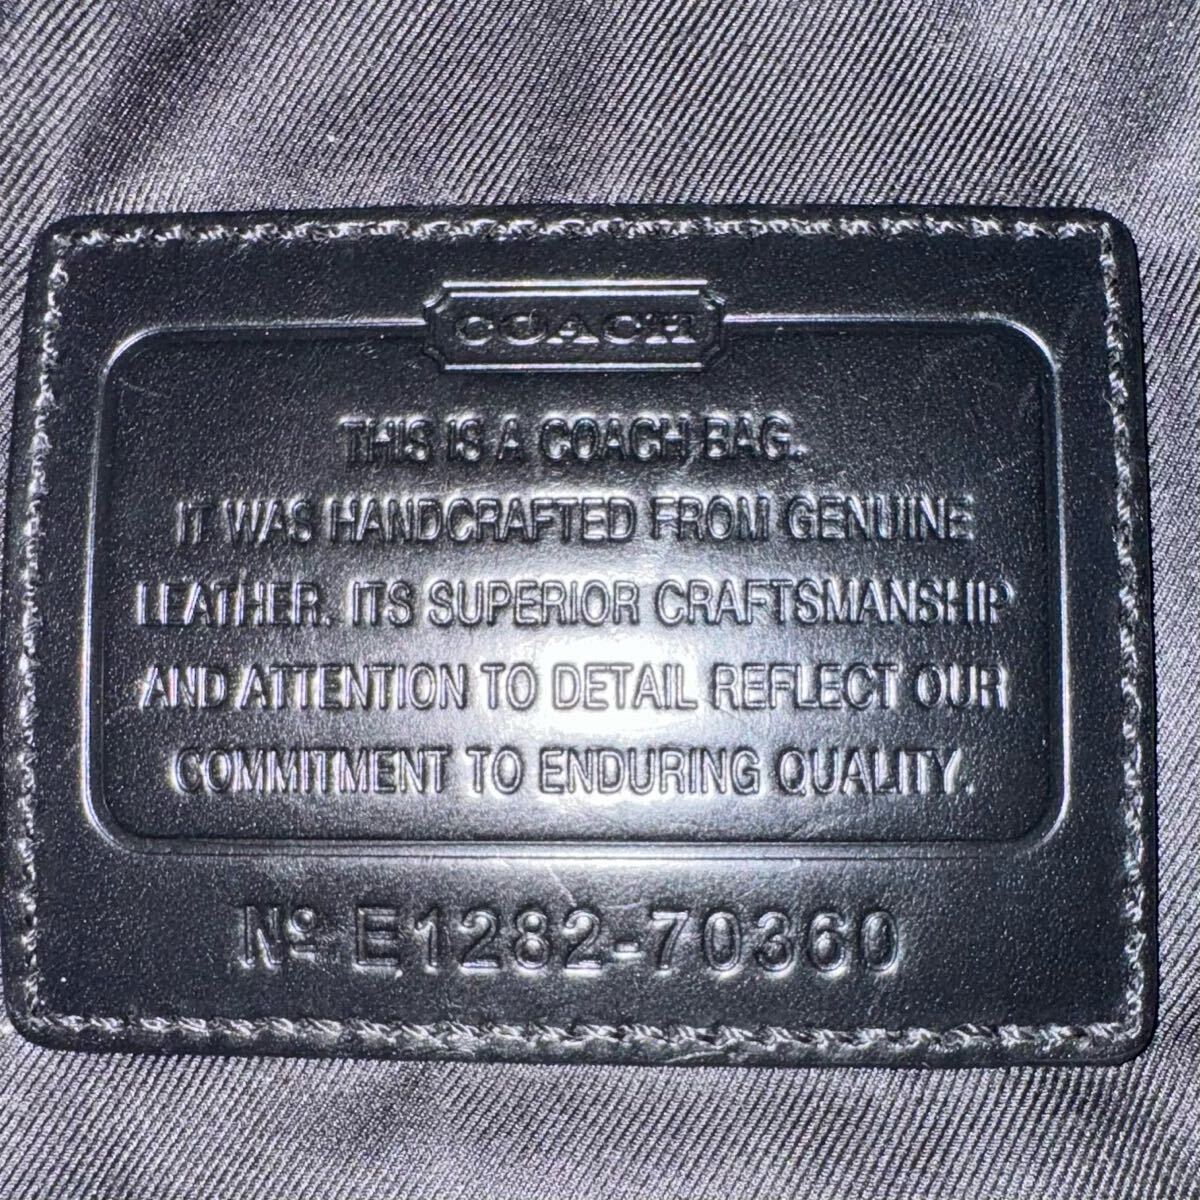 COACH
THIS IS A COACH BAG.
IT WAS HANDCRAFTED FROM GENUINE
LEATHER. ITS SUPERIOR CRAFTSMANSHIP
AND ATTENTION TO DETAIL REFLECT OUR
COMMITMENT TO ENDURING QUALITY.
Nº E1282-70360